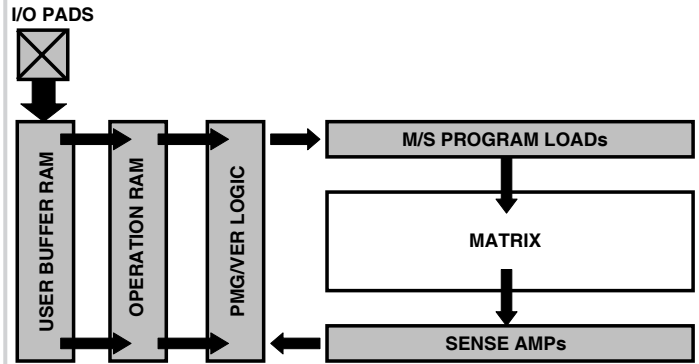 I/O PADS
USER BUFFER RAM
OPERATION RAM
PMG/VER LOGIC
M/S PROGRAM LOADs
MATRIX
SENSE AMPs